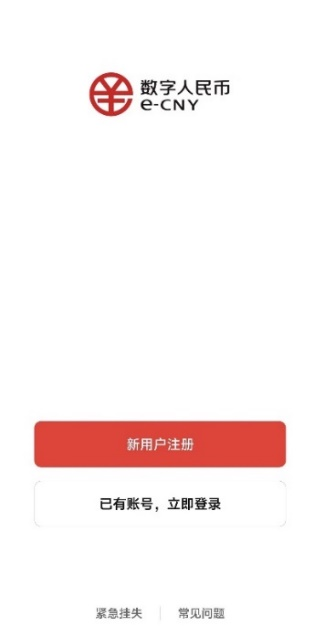 数字人民币
e-CNY
新用户注册
已有账号，立即登录
紧急挂失
常见问题